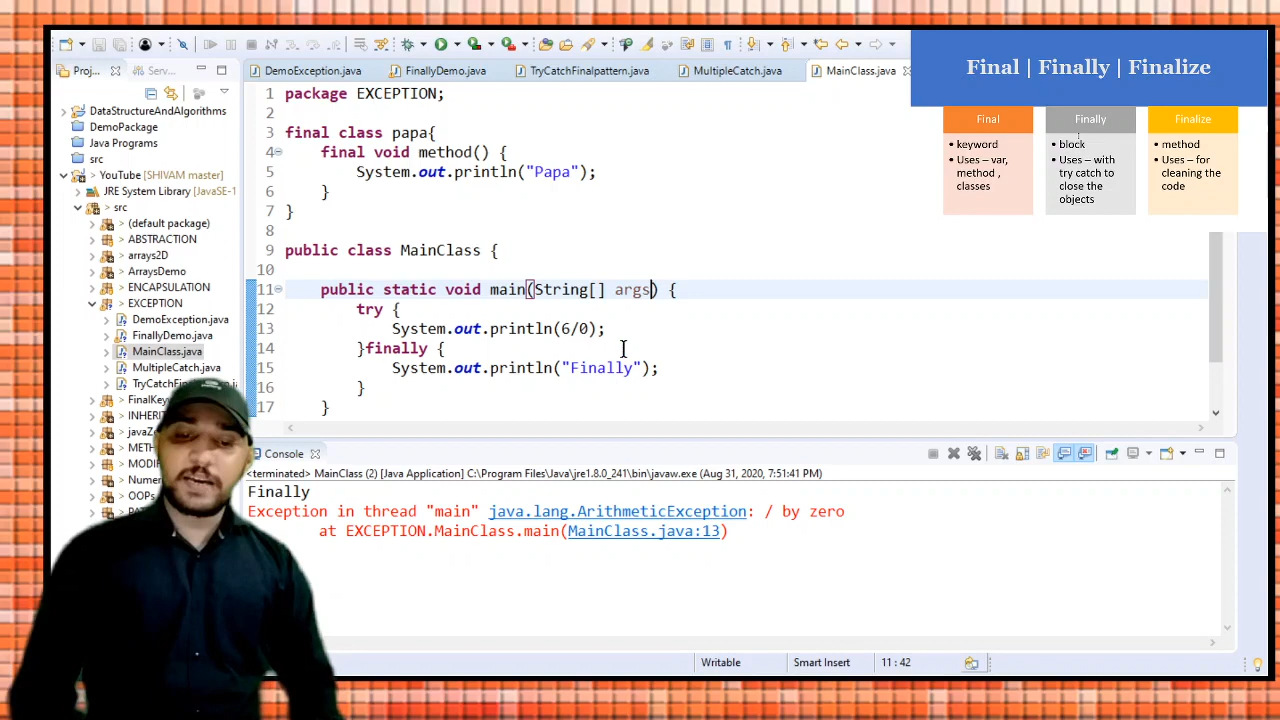 Proj...
Serv...
DemoException.java
FinallyDemo.java
TryCatchFinalpattern.java
MultipleCatch.java
MainClass.java
Final | Finally | Finalize
Final
• keyword
• Uses – var,
method ,
classes
Finally
• block
• Uses – with
try catch to
close the
objects
Finalize
• method
• Uses – for
cleaning the
code
DataStructureAndAlgorithms
DemoPackage
Java Programs
src
YouTube [SHIVAM master]
JRE System Library [JavaSE-1
> src
> (default package)
> ABSTRACTION
> arrays2D
> ArraysDemo
> ENCAPSULATION
> EXCEPTION
> DemoException.java
> FinallyDemo.java
MainClass.java
> MultipleCatch.java
> TryCatchFin
> FinalKey
> INHERI
> javaZ
> MET
> MODI
> Numer
> OOPs
1 package EXCEPTION;
2
3 final class papa{
4 final void method() {
5 System.out.println("Papa");
6 }
7 }
8
9 public class MainClass {
10
11 public static void main(String[] args) {
12 try {
13 System.out.println(6/0);
14 }finally {
15 System.out.println("Finally");
16 }
17 }
Console
<terminated> MainClass (2) [Java Application] C:\Program Files\Java\jre1.8.0_241\bin\javaw.exe (Aug 31, 2020, 7:51:41 PM)
Finally
Exception in thread "main" java.lang.ArithmeticException: / by zero
at EXCEPTION.MainClass.main(MainClass.java:13)
Writable
Smart Insert
11 : 42